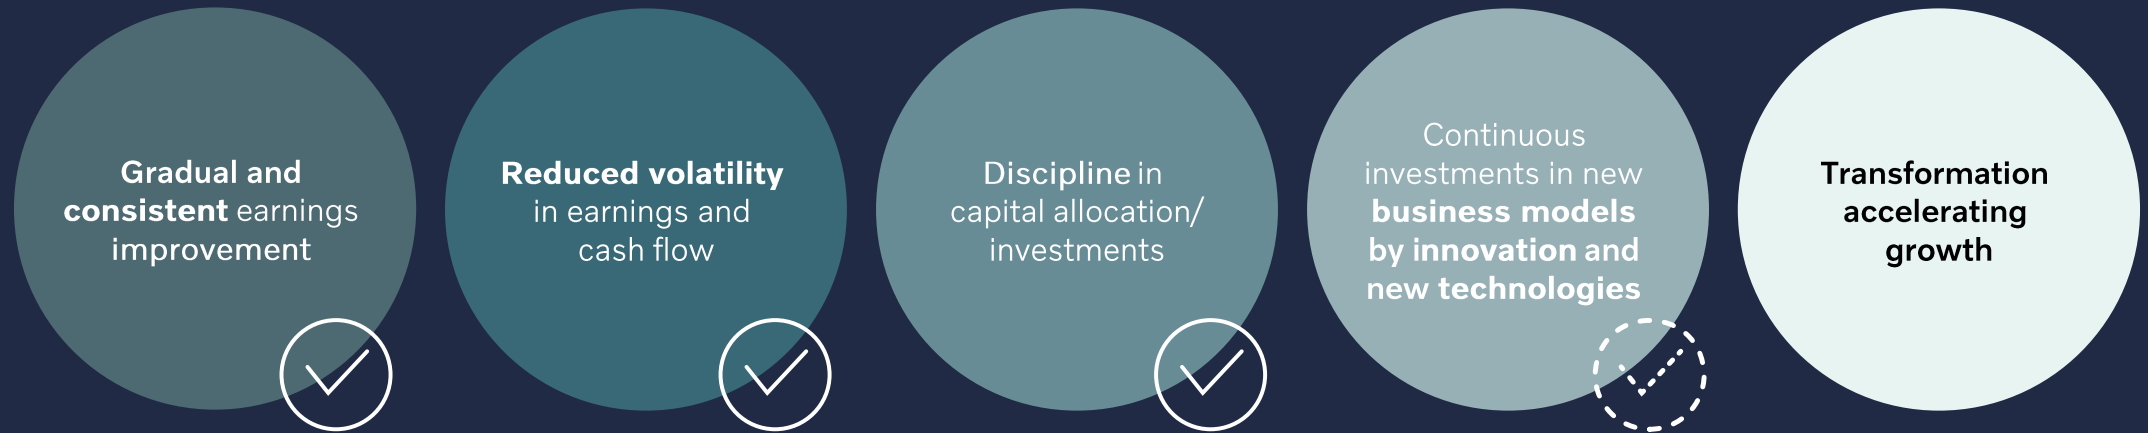 Gradual and
consistent earnings
improvement
Reduced volatility
in earnings and
cash flow
Discipline in
capital allocation/
investments
Continuous
investments in new
business models
by innovation and
new technologies
Transformation
accelerating
growth